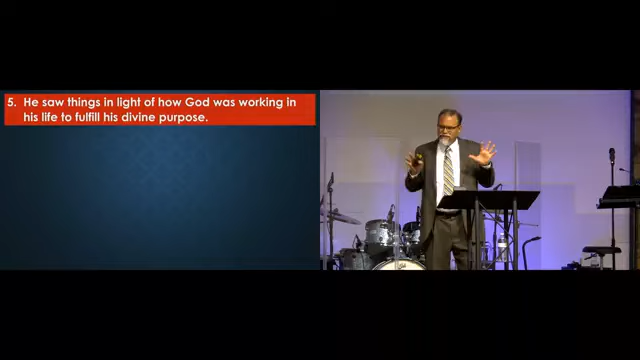 5. He saw things in light of how God was working in
his life to fulfill his divine purpose.